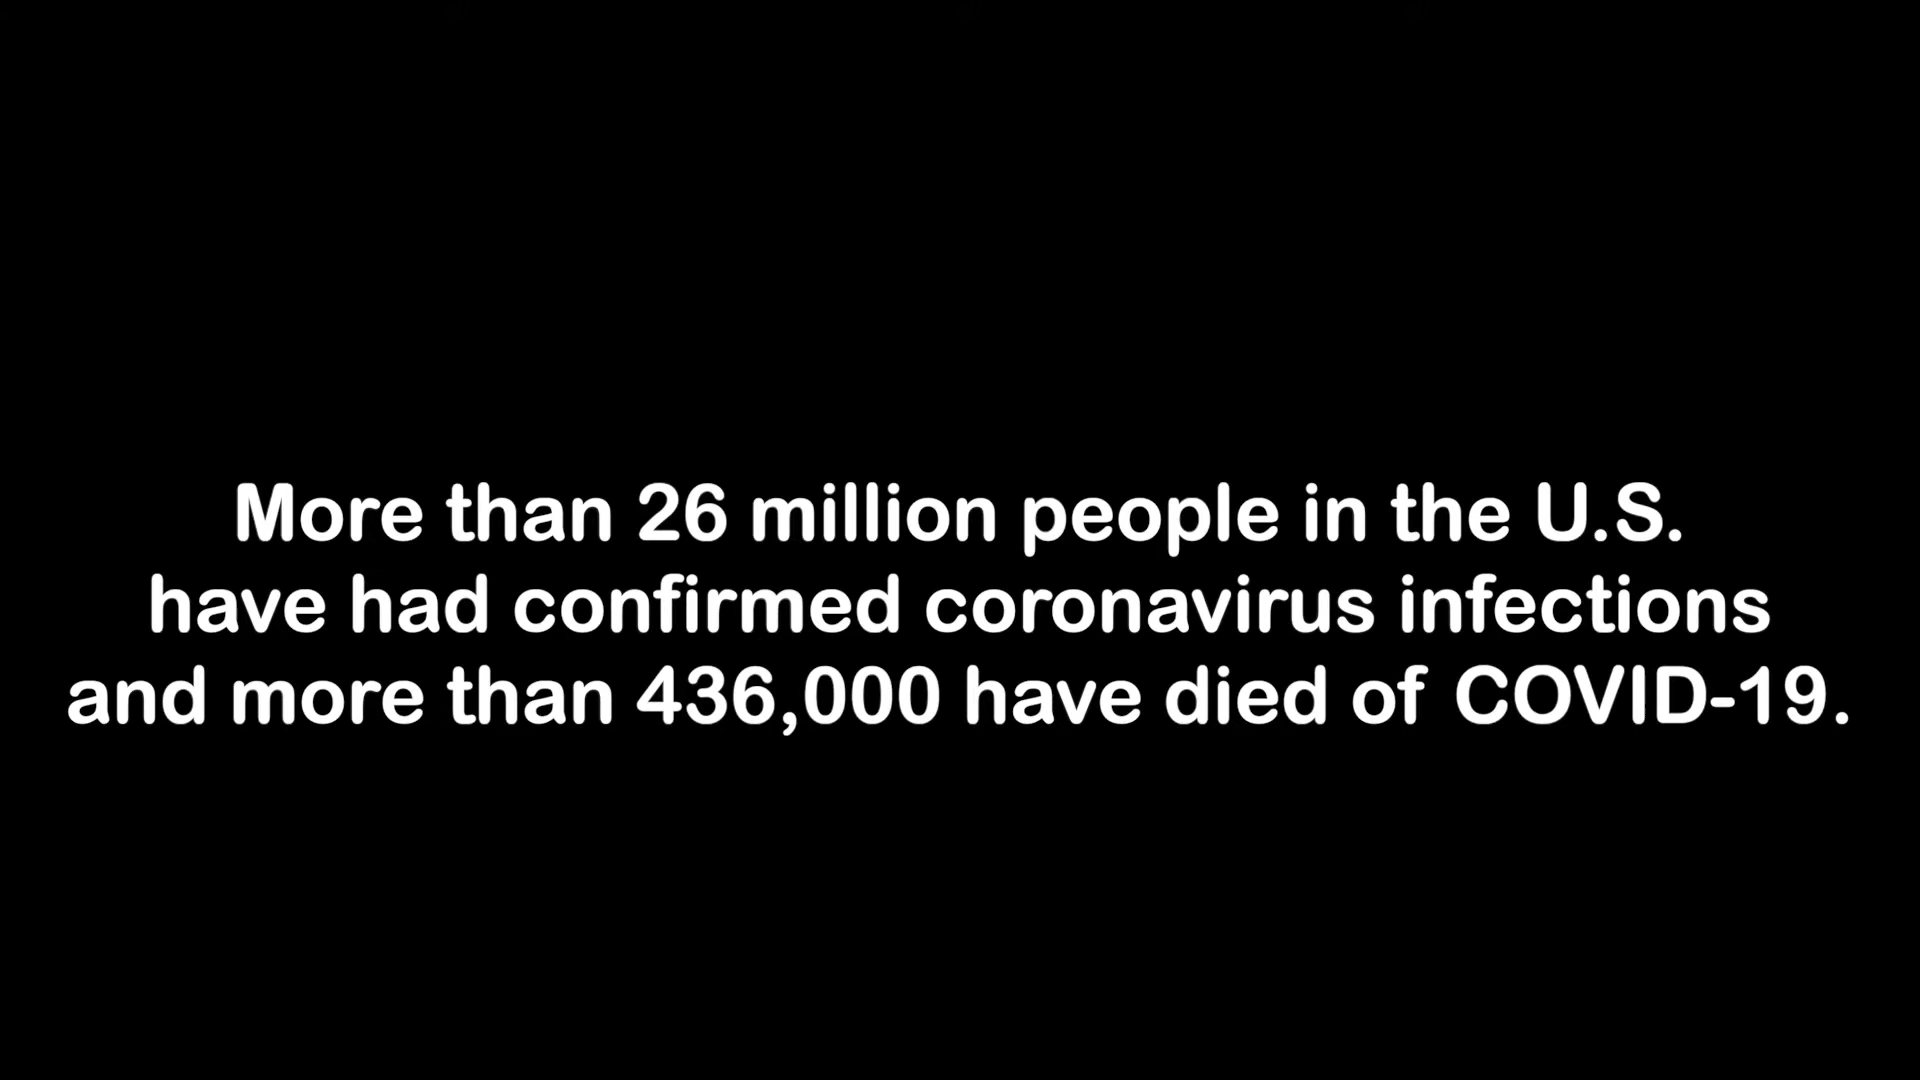 More than 26 million people in the U.S.
have had confirmed coronavirus infections
and more than 436,000 have died of COVID-19.